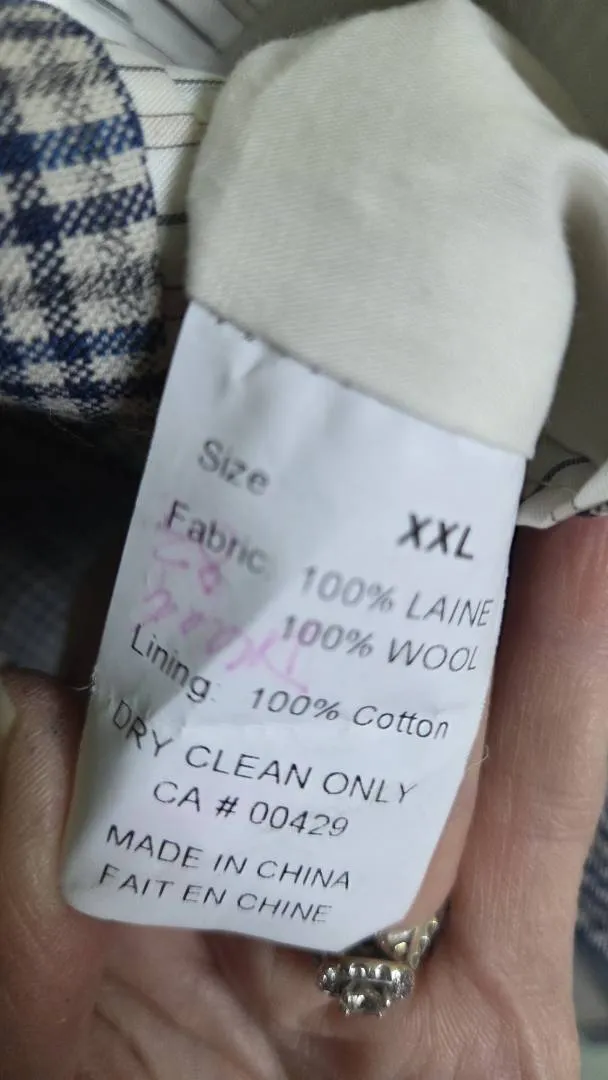 Size
XXL
Fabric: 100% LAINE
100% WOOL
Lining: 100% Cotton
DRY CLEAN ONLY
CA # 00429
MADE IN CHINA
FAIT EN CHINE